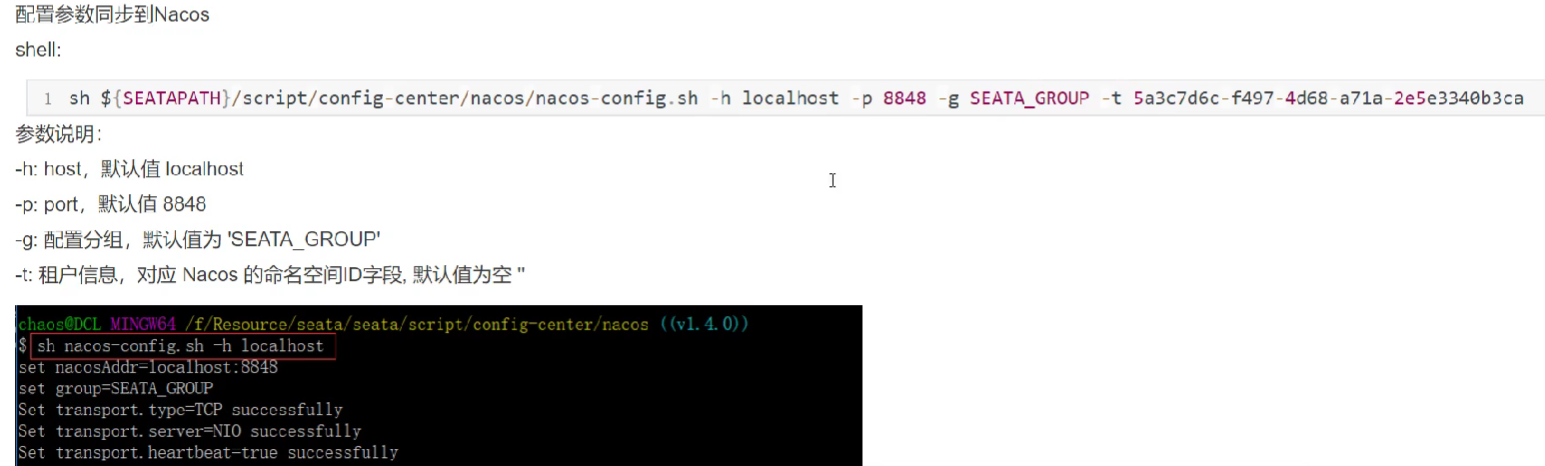 配置参数同步到Nacos
shell:
1 sh ${SEATAPATH}/script/config-center/nacos/nacos-config.sh -h localhost -p 8848 -g SEATA_GROUP -t 5a3c7d6c-f497-4d68-a71a-2e5e3340b3ca
参数说明：
-h: host，默认值 localhost
-p: port，默认值 8848
-g: 配置分组，默认值为 'SEATA_GROUP'
-t: 租户信息，对应 Nacos 的命名空间ID字段, 默认值为空 ''
chaos@DCL MINGW64 /f/Resource/seata/seata/script/config-center/nacos ((v1.4.0))
$ sh nacos-config.sh -h localhost
set nacosAddr=localhost:8848
set group=SEATA_GROUP
Set transport.type=TCP successfully
Set transport.server=NIO successfully
Set transport.heartbeat=true successfully